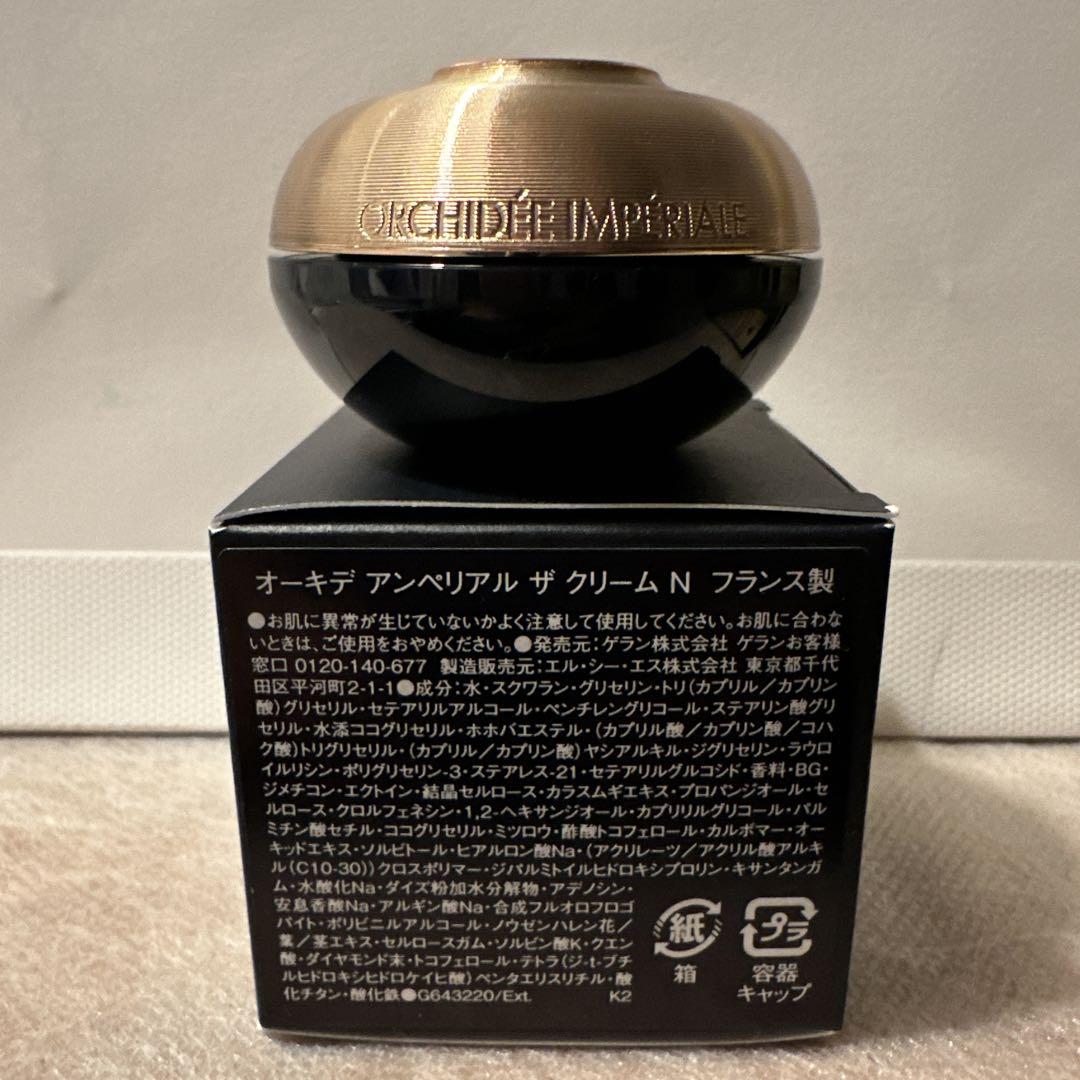 ORCHIDÉE IMPÉRIALE
オーキデ アンペリアル ザ クリーム N フランス製
●お肌に異常が生じていないかよく注意して使用してください。お肌に合わな
いときは、ご使用をおやめください。●発売元:ゲラン株式会社 ゲランお客様
窓口 0120-140-677 製造販売元:エル・シー・エス株式会社 東京都千代
田区平河町2-1-1●成分:水・スクワラン・グリセリン・トリ(カプリル/カプリン
酸)グリセリル・セテアリルアルコール・ペンチレングリコール・ステアリン酸グリ
セリル・水添ココグリセリル・ホホバエステル・(カプリル酸/カプリン酸/コハ
ク酸)トリグリセリル・(カプリル/カプリン酸)ヤシアルキル・ジグリセリン・ラウロ
イルリシン・ポリグリセリン-3・ステアレス-21・セテアリルグルコシド・香料・BG・
ジメチコン・エクトイン・結晶セルロース・カラスムギエキス・プロパンジオール・セ
ルロース・クロルフェネシン・1,2-ヘキサンジオール・カプリリルグリコール・パル
ミチン酸セチル・ココグリセリル・ミツロウ・酢酸トコフェロール・カルボマー・オー
キッドエキス・ソルビトール・ヒアルロン酸Na・(アクリレーツ/アクリル酸アルキ
ル(C10-30))クロスポリマー・ジパルミトイルヒドロキシプロリン・キサンタンガ
ム・水酸化Na・ダイズ粉加水分解物・アデノシン・
安息香酸Na・アルギン酸Na・合成フルオロフロゴ
パイト・ポリビニルアルコール・ノウゼンハレン花/
葉/茎エキス・セルロースガム・ソルビン酸K・クエン
酸・ダイヤモンド末・トコフェロール・テトラ(ジ-t-ブチ
ルヒドロキシヒドロケイヒ酸)ペンタエリスリチル・酸
化チタン・酸化鉄●G643220/Ext. K2
紙
箱
プラ
容器
キャップ